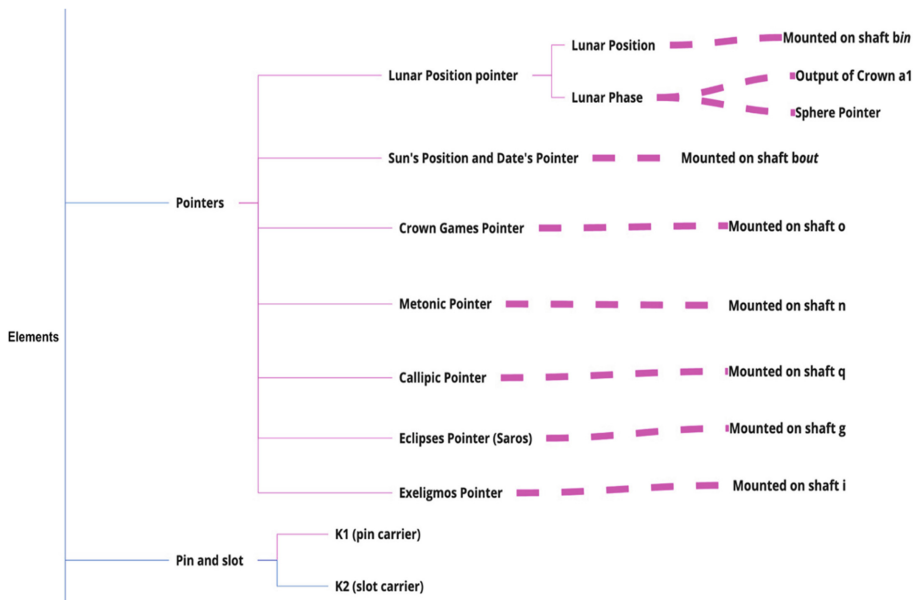 Lunar Position
Mounted on shaft bin
Lunar Position pointer
Output of Crown a1
Lunar Phase
Sphere Pointer
Sun's Position and Date's Pointer
Mounted on shaft bout
Pointers
Crown Games Pointer
Mounted on shaft o
Metonic Pointer
Mounted on shaft n
Elements
Callipic Pointer
Mounted on shaft q
Eclipses Pointer (Saros)
Mounted on shaft g
Exeligmos Pointer
Mounted on shaft i
K1 (pin carrier)
Pin and slot
K2 (slot carrier)